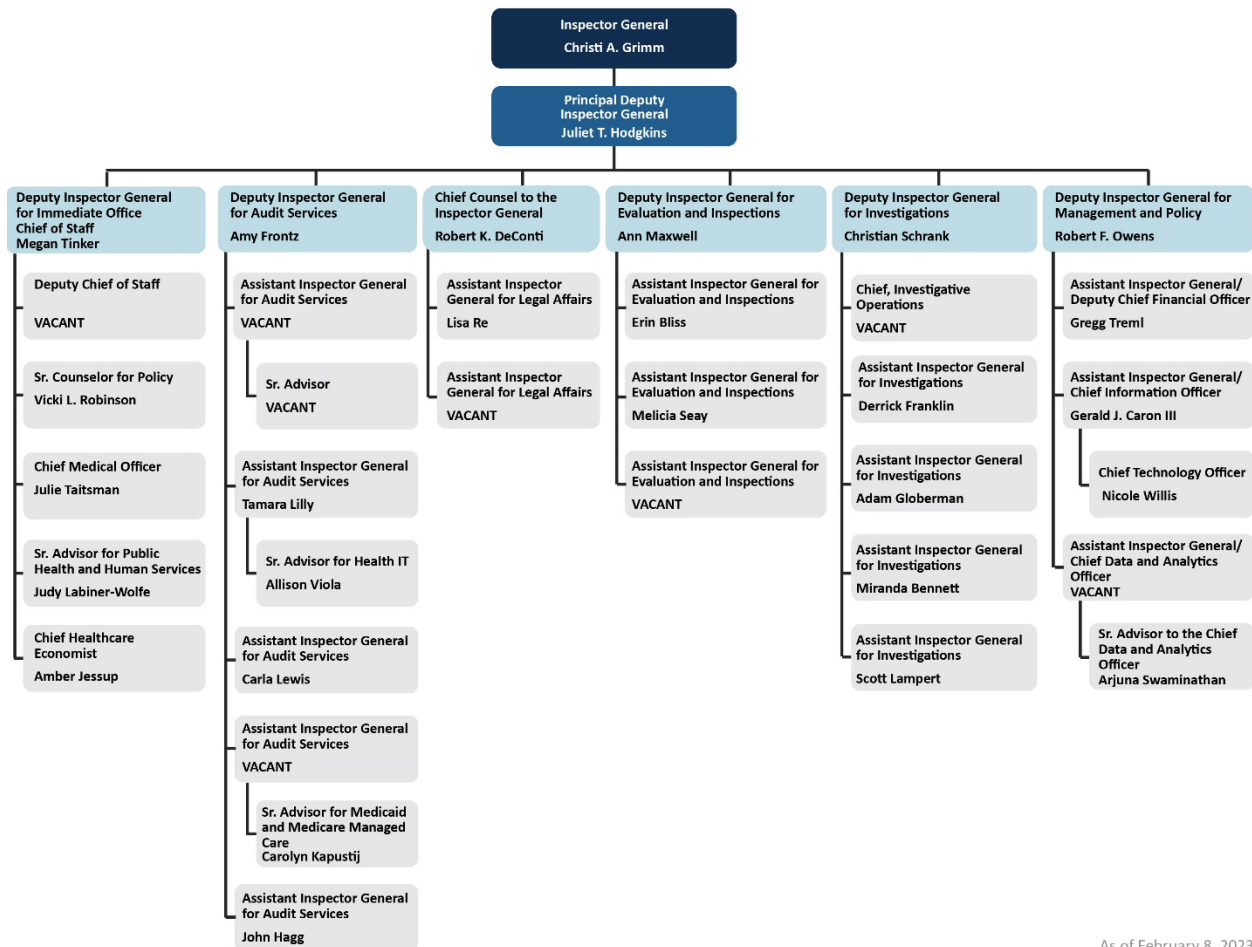 Inspector General
Christi A. Grimm
Principal Deputy
Inspector General
Juliet T. Hodgkins
Deputy Inspector General
for Immediate Office
Chief of Staff
Megan Tinker
Deputy Chief of Staff
VACANT
Sr. Counselor for Policy
Vicki L. Robinson
Chief Medical Officer
Julie Taitsman
Sr. Advisor for Public
Health and Human Services
Judy Labiner-Wolfe
Chief Healthcare
Economist
Amber Jessup
Deputy Inspector General
for Audit Services
Amy Frontz
Assistant Inspector General
for Audit Services
VACANT
Sr. Advisor
VACANT
Assistant Inspector General
for Audit Services
Tamara Lilly
Sr. Advisor for Health IT
Allison Viola
Assistant Inspector General
for Audit Services
Carla Lewis
Assistant Inspector General
for Audit Services
VACANT
Sr. Advisor for Medicaid
and Medicare Managed
Care
Carolyn Kapustij
Assistant Inspector General
for Audit Services
John Hagg
Chief Counsel to the
Inspector General
Robert K. DeConti
Assistant Inspector
General for Legal Affairs
Lisa Re
Assistant Inspector
General for Legal Affairs
VACANT
Deputy Inspector General for
Evaluation and Inspections
Ann Maxwell
Assistant Inspector General for
Evaluation and Inspections
Erin Bliss
Assistant Inspector General for
Evaluation and Inspections
Melicia Seay
Assistant Inspector General for
Evaluation and Inspections
VACANT
Deputy Inspector General
for Investigations
Christian Schrank
Chief, Investigative
Operations
VACANT
Assistant Inspector General
for Investigations
Derrick Franklin
Assistant Inspector General
for Investigations
Adam Globerman
Assistant Inspector General
for Investigations
Miranda Bennett
Assistant Inspector General
for Investigations
Scott Lampert
Deputy Inspector General for
Management and Policy
Robert F. Owens
Assistant Inspector General/
Deputy Chief Financial Officer
Gregg Treml
Assistant Inspector General/
Chief Information Officer
Gerald J. Caron III
Chief Technology Officer
Nicole Willis
Assistant Inspector General/
Chief Data and Analytics
Officer
VACANT
Sr. Advisor to the Chief
Data and Analytics
Officer
Arjuna Swaminathan
As of February 8, 2023